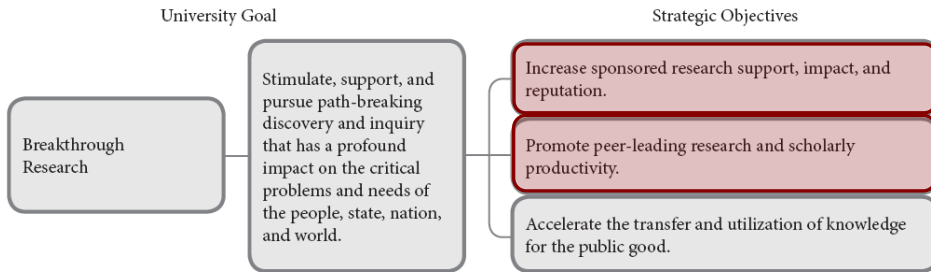 University Goal
Strategic Objectives
Breakthrough
Research
Stimulate, support, and
pursue path-breaking
discovery and inquiry
that has a profound
impact on the critical
problems and needs of
the people, state, nation,
and world.
Increase sponsored research support, impact, and
reputation.
Promote peer-leading research and scholarly
productivity.
Accelerate the transfer and utilization of knowledge
for the public good.